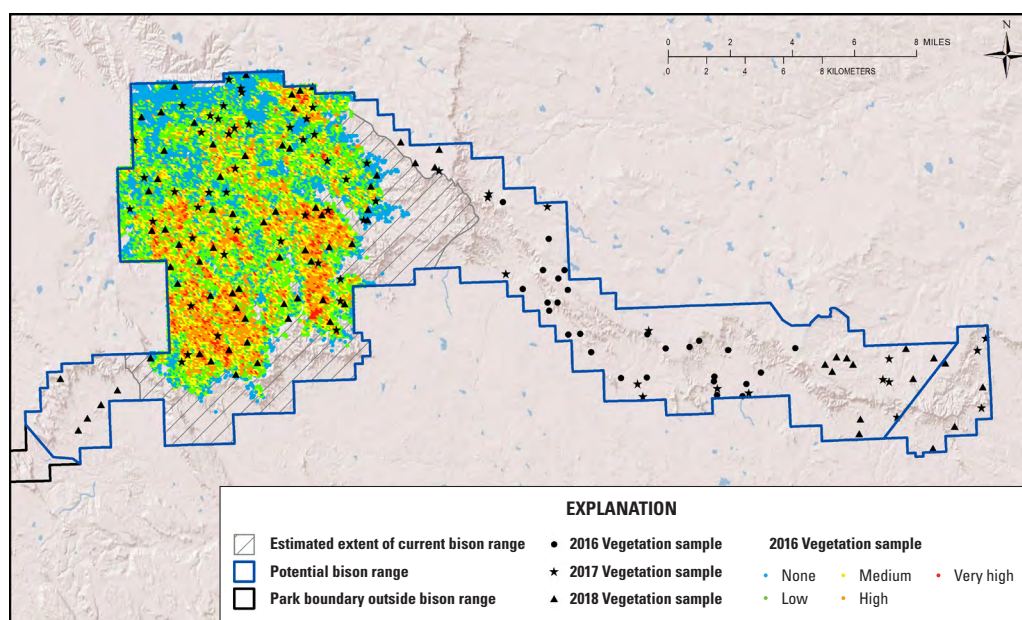 N
0 2 4 6 8 MILES
0 2 4 6 8 KILOMETERS
EXPLANATION
Estimated extent of current bison range
Potential bison range
Park boundary outside bison range
2016 Vegetation sample
2017 Vegetation sample
2018 Vegetation sample
2016 Vegetation sample
None
Low
Medium
High
Very high